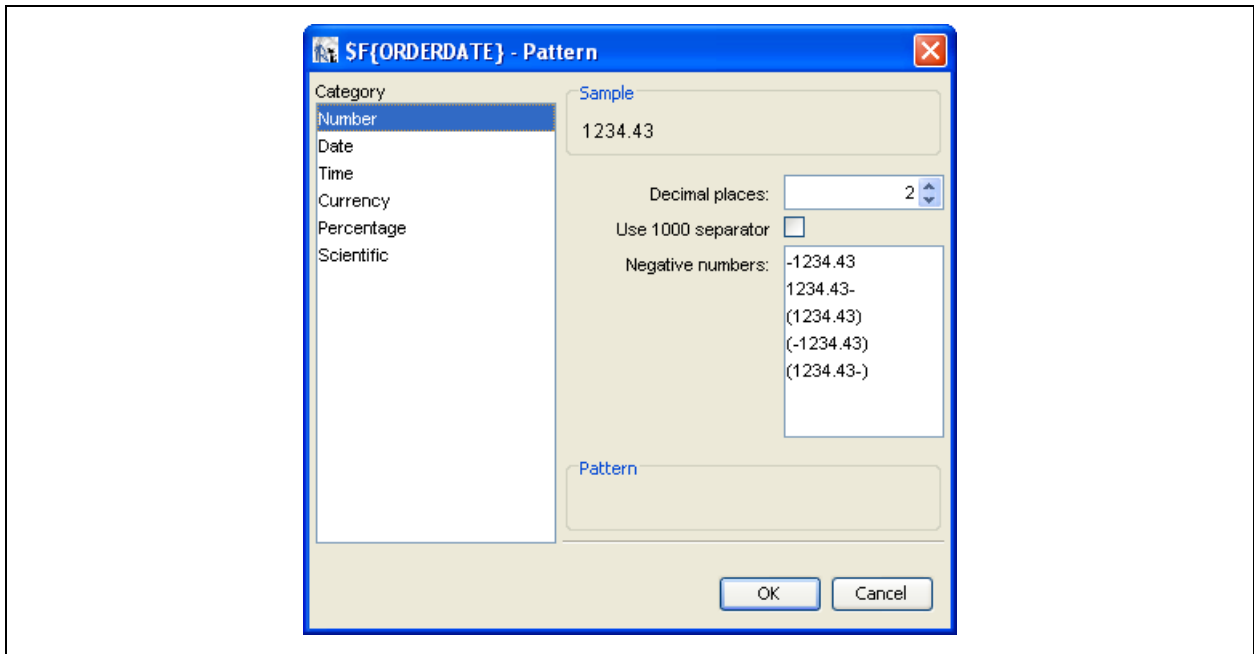 $F{ORDERDATE} - Pattern
Category
Number
Date
Time
Currency
Percentage
Scientific
Sample
1234.43
Decimal places: 2
Use 1000 separator
Negative numbers:
-1234.43
1234.43-
(1234.43)
(-1234.43)
(1234.43-)
Pattern
OK Cancel